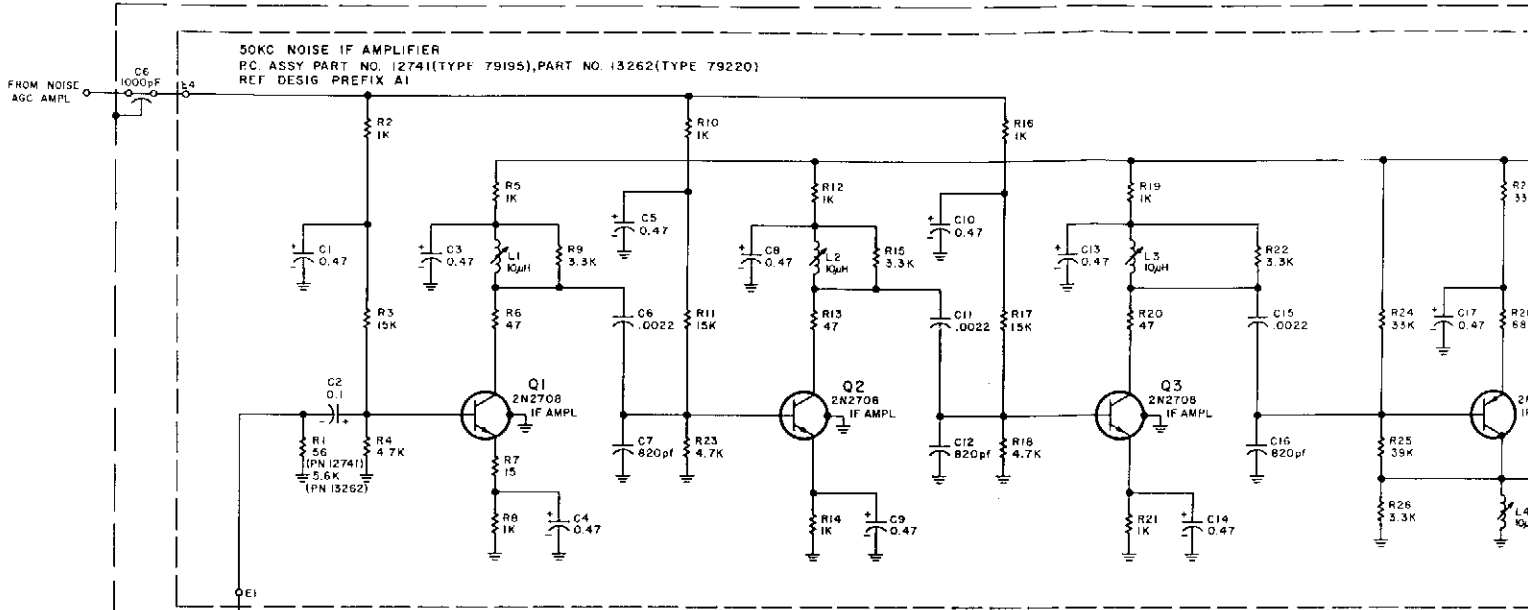 50KC NOISE IF AMPLIFIER
P.C. ASSY PART NO. 12741(TYPE 79195),PART NO. 13262(TYPE 79220)
REF DESIG PREFIX A1
FROM NOISE
AGC AMPL
C6
1000pF
E4
R2
1K
R10
1K
R16
1K
R5
1K
R12
1K
R19
1K
R2
33
C1
0.47
C3
0.47
L1
10µH
R9
3.3K
C5
0.47
C8
0.47
L2
10µH
R15
3.3K
C10
0.47
C13
0.47
L3
10µH
R22
3.3K
R3
15K
R6
47
C6
.0022
R11
15K
R13
47
C11
.0022
R17
15K
R20
47
C15
.0022
R24
33K
C17
0.47
68
C2
0.1
Q1
2N2708
IF AMPL
Q2
2N2708
IF AMPL
Q3
2N2708
IF AMPL
R1
56
(PN 12741)
5.6K
(PN 13262)
R4
4.7K
R7
15
C7
820pf
R23
4.7K
C12
820pf
R18
4.7K
C16
820pf
R25
39K
R8
1K
C4
0.47
R14
1K
C9
0.47
R21
1K
C14
0.47
R26
3.3K
L4
E1